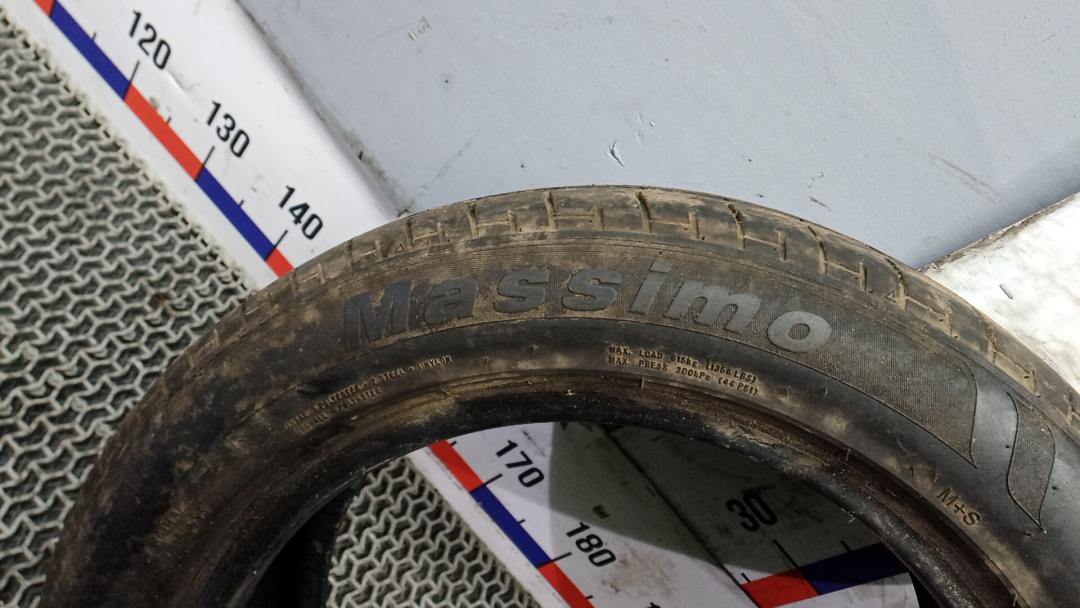 120
130
140
Massimo
MAX. LOAD 615kg (1356 LBS)
MAX. PRESS 300kPa (44 PSI)
M+S
170
180
30